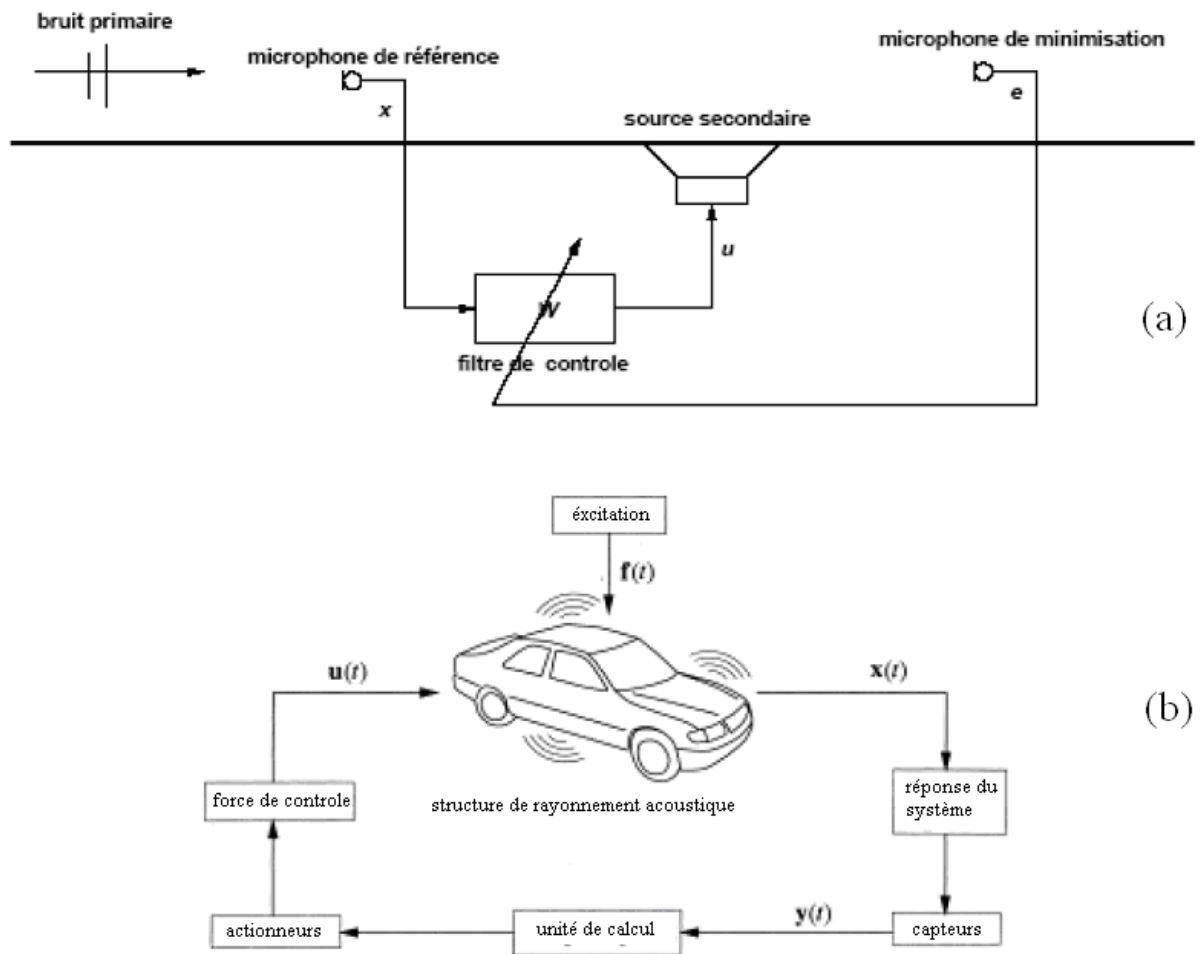 bruit primaire
microphone de référence
microphone de minimisation
x
e
source secondaire
u
W
filtre de controle
(a)
éxcitation
f(t)
u(t)
x(t)
(b)
force de controle
structure de rayonnement acoustique
réponse du
système
actionneurs
unité de calcul
y(t)
capteurs